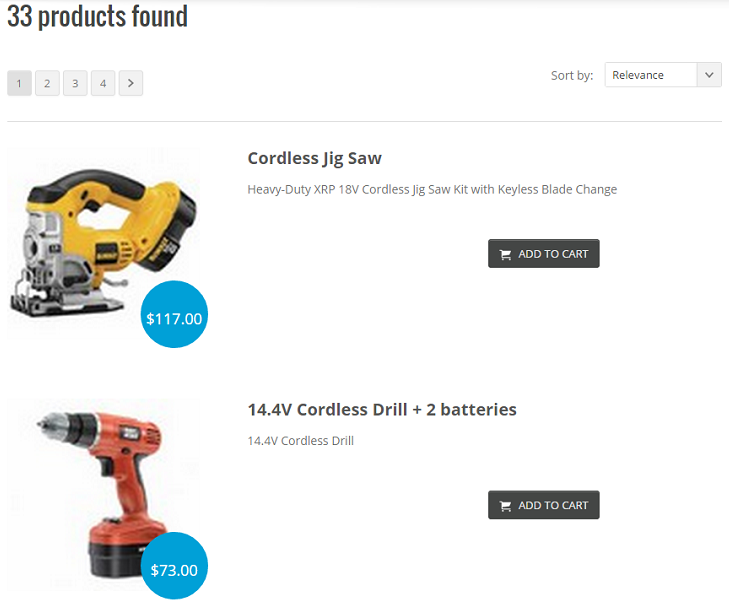 33 products found
1 2 3 4 >
Sort by: Relevance
Cordless Jig Saw
Heavy-Duty XRP 18V Cordless Jig Saw Kit with Keyless Blade Change
ADD TO CART
$117.00
14.4V Cordless Drill + 2 batteries
14.4V Cordless Drill
ADD TO CART
$73.00